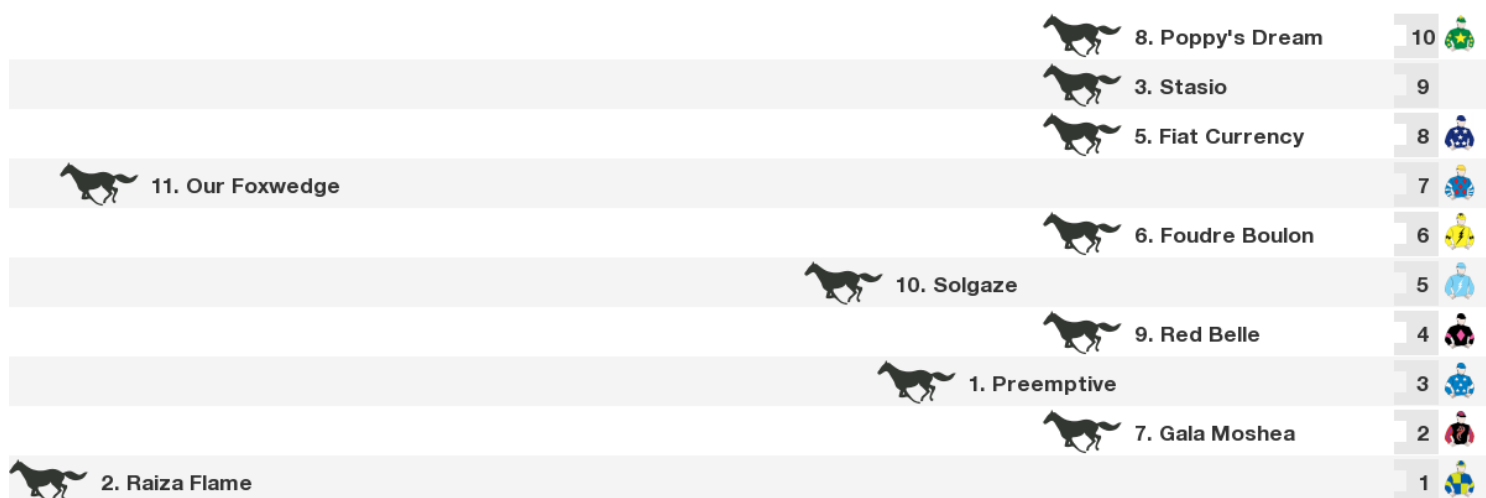 8. Poppy's Dream 10
3. Stasio 9
5. Fiat Currency 8
11. Our Foxwedge 7
6. Foudre Boulon 6
10. Solgaze 5
9. Red Belle 4
1. Preemptive 3
7. Gala Moshea 2
2. Raiza Flame 1